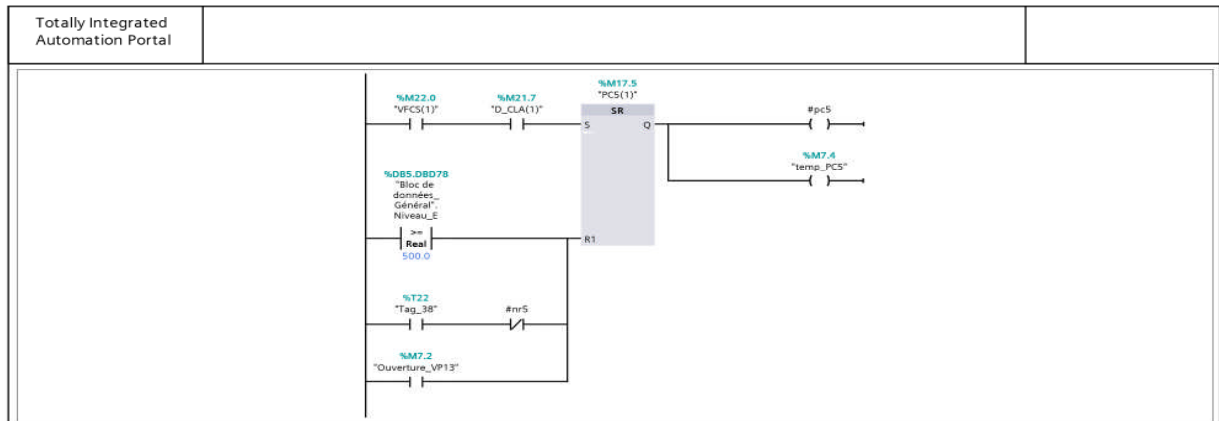 Totally Integrated
Automation Portal
%M17.5
"PC5(1)"
%M22.0
"VFCS(1)"
%M21.7
"D_CLA(1)"
SR
S
Q
#pc5
%M7.4
"temp_PC5"
%DB5.DBD78
"Bloc de
données_
Général".
Niveau_E
>=
Real
500.0
R1
%T22
"Tag_38"
#nr5
%M7.2
"Ouverture_VP13"